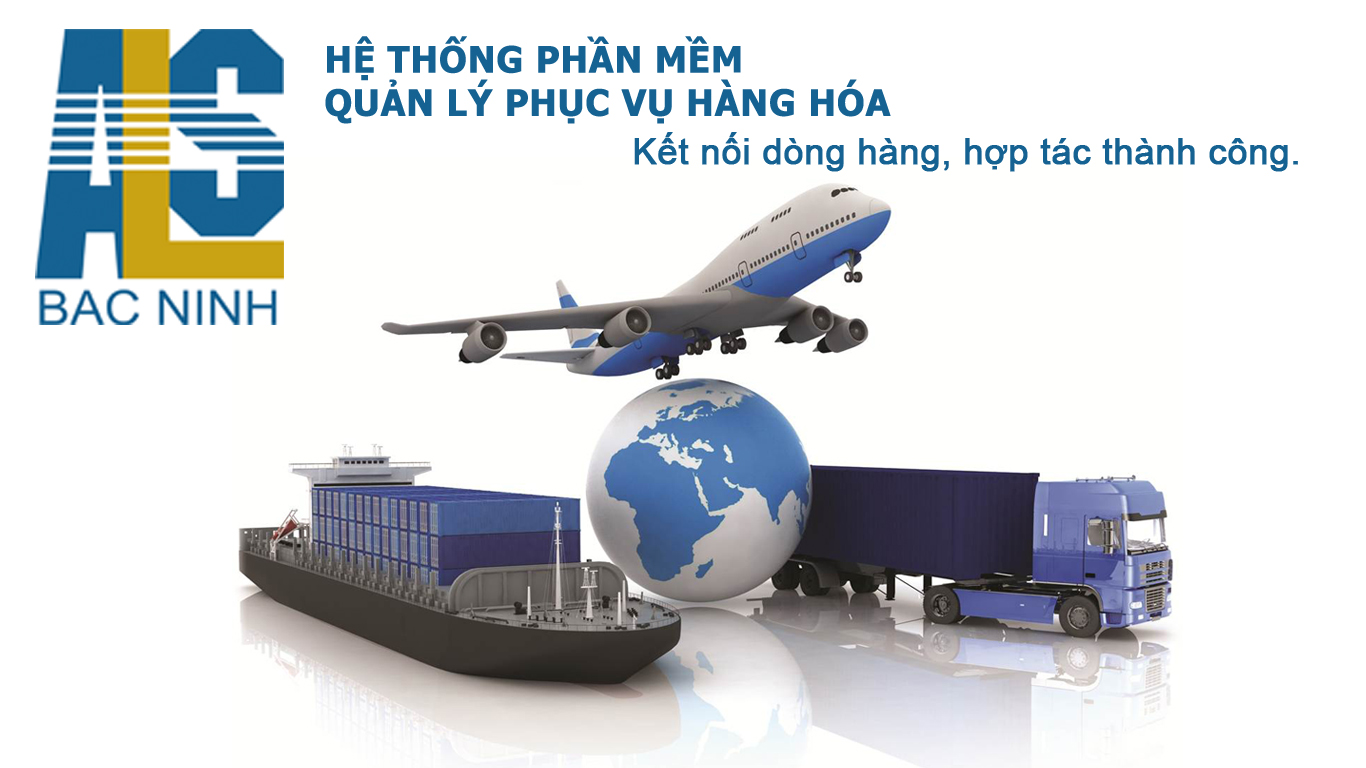 ALS
BAC NINH
HỆ THỐNG PHẦN MỀM
QUẢN LÝ PHỤC VỤ HÀNG HÓA
Kết nối dòng hàng, hợp tác thành công.